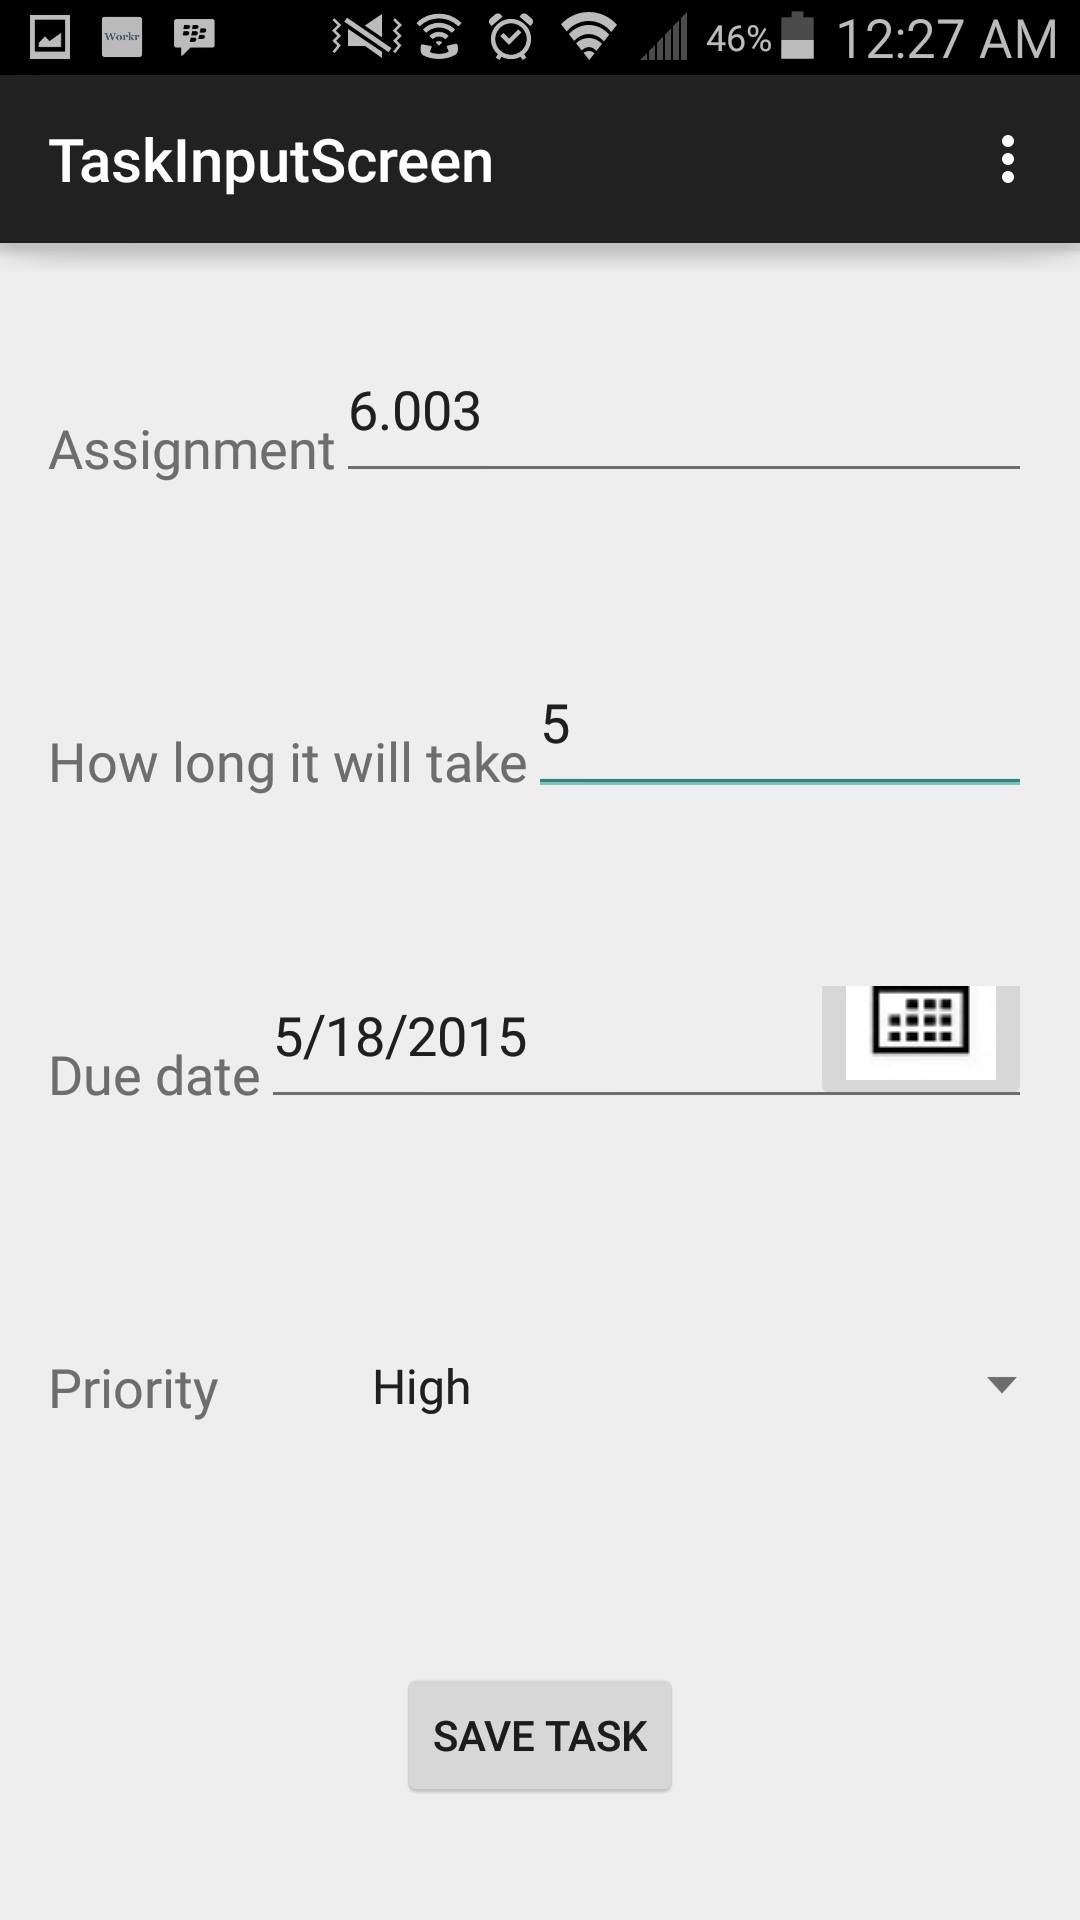 Workr 46% 12:27 AM
TaskInputScreen
Assignment 6.003
How long it will take 5
Due date 5/18/2015
Priority High
SAVE TASK